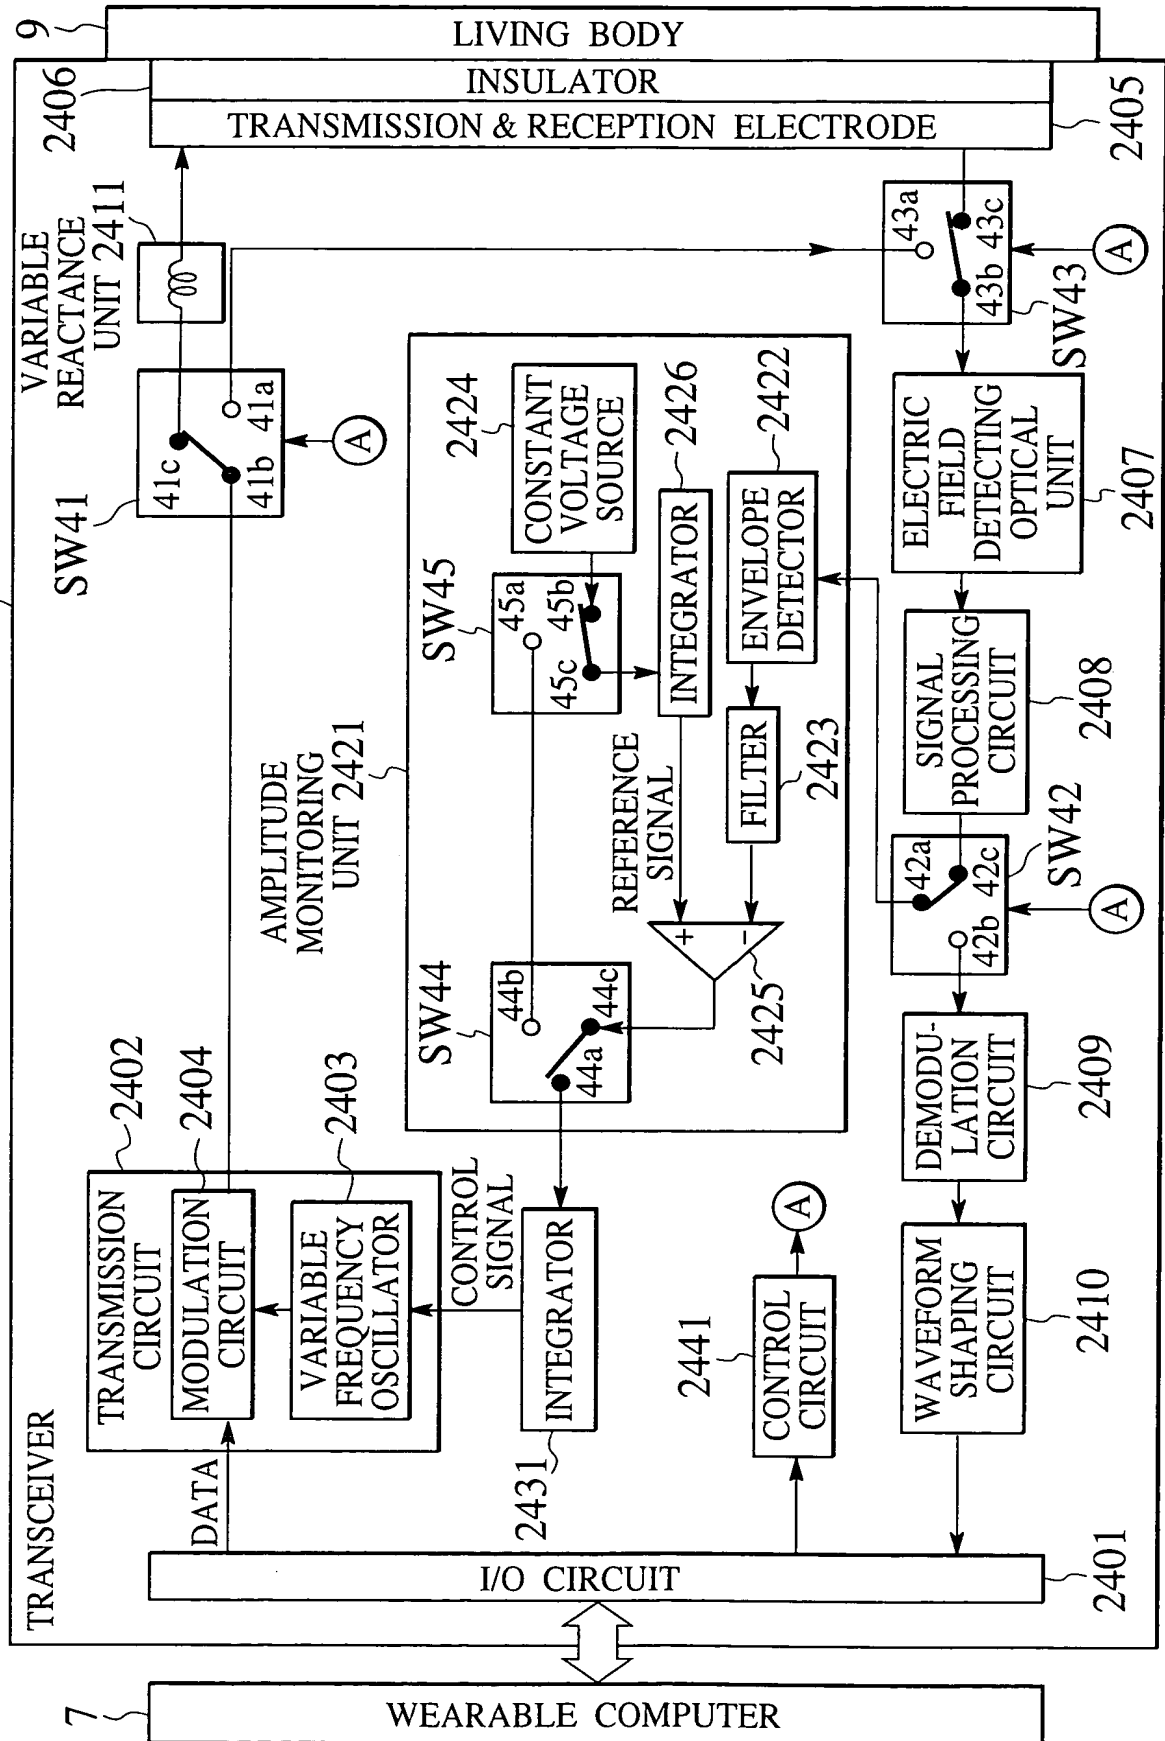 TRANSCEIVER
7
WEARABLE COMPUTER
I/O CIRCUIT
2401
DATA
TRANSMISSION
CIRCUIT
2402
MODULATION
CIRCUIT
2404
VARIABLE
FREQUENCY
OSCILLATOR
2403
CONTROL
SIGNAL
INTEGRATOR
2431
CONTROL
CIRCUIT
2441
A
WAVEFORM
SHAPING
CIRCUIT
2410
DEMODU-
LATION
CIRCUIT
2409
AMPLITUDE
MONITORING
UNIT 2421
SW44
44b
44a
44c
+
-
2425
REFERENCE
SIGNAL
FILTER
2423
SW45
45a
45c
45b
CONSTANT
VOLTAGE
SOURCE
2424
INTEGRATOR
2426
ENVELOPE
DETECTOR
2422
SW42
42a
42b
42c
A
SIGNAL
PROCESSING
CIRCUIT
2408
ELECTRIC
FIELD
DETECTING
OPTICAL
UNIT
2407
SW41
41c
41b
41a
A
VARIABLE
REACTANCE
UNIT 2411
SW43
43a
43b
43c
A
TRANSMISSION & RECEPTION ELECTRODE
2405
INSULATOR
2406
LIVING BODY
9